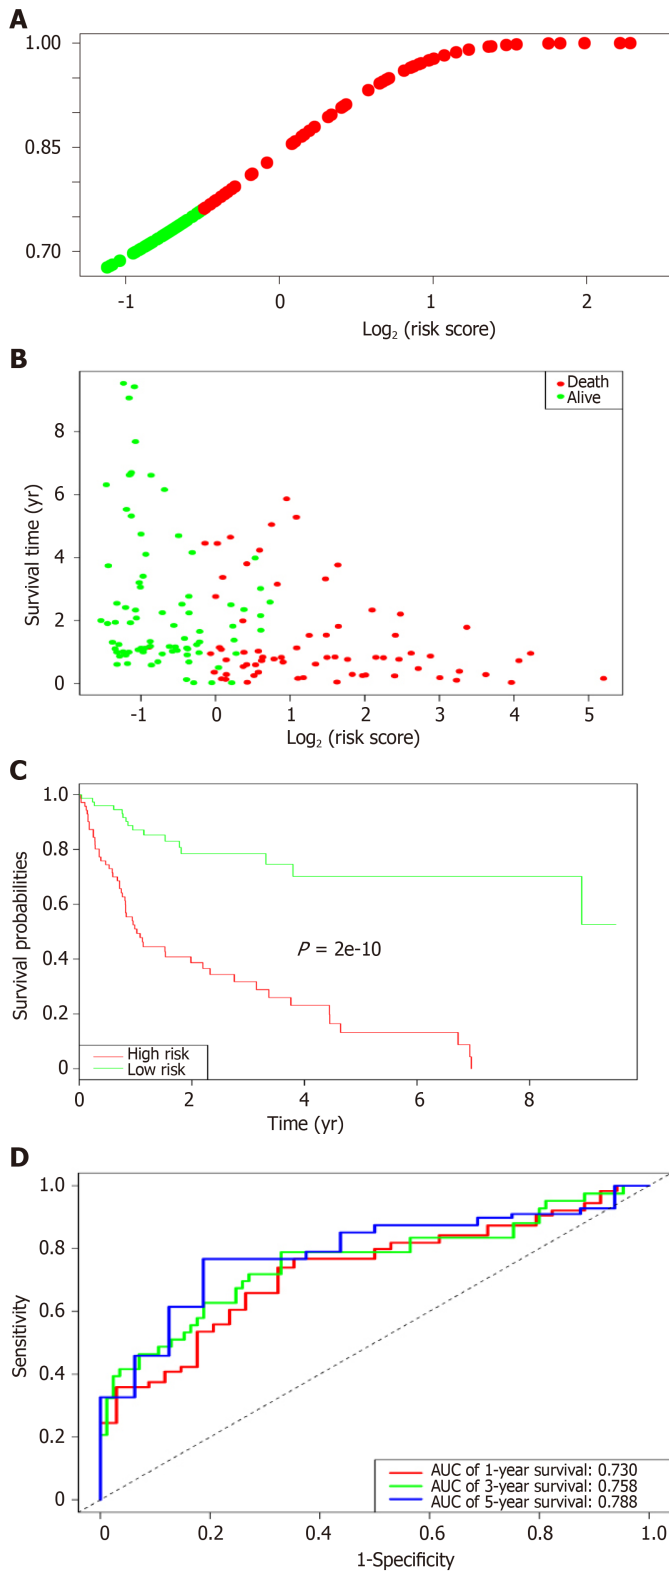 A
1.00
0.85
0.70
-1 0 1 2
Log2 (risk score)
B
Death
Alive
Survival time (yr)
8
6
4
2
0
-1 0 1 2 3 4 5
Log2 (risk score)
C
Survival probabilities
1.0
0.8
0.6
0.4
0.2
0
P = 2e-10
High risk
Low risk
0 2 4 6 8
Time (yr)
D
Sensitivity
1.0
0.8
0.6
0.4
0.2
0
AUC of 1-year survival: 0.730
AUC of 3-year survival: 0.758
AUC of 5-year survival: 0.788
0 0.2 0.4 0.6 0.8 1.0
1-Specificity